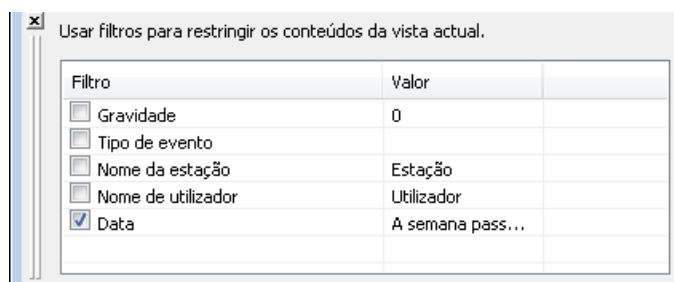 Usar filtros para restringir os conteúdos da vista actual.
Filtro Valor
Gravidade 0
Tipo de evento
Nome da estação Estação
Nome de utilizador Utilizador
Data A semana pass...